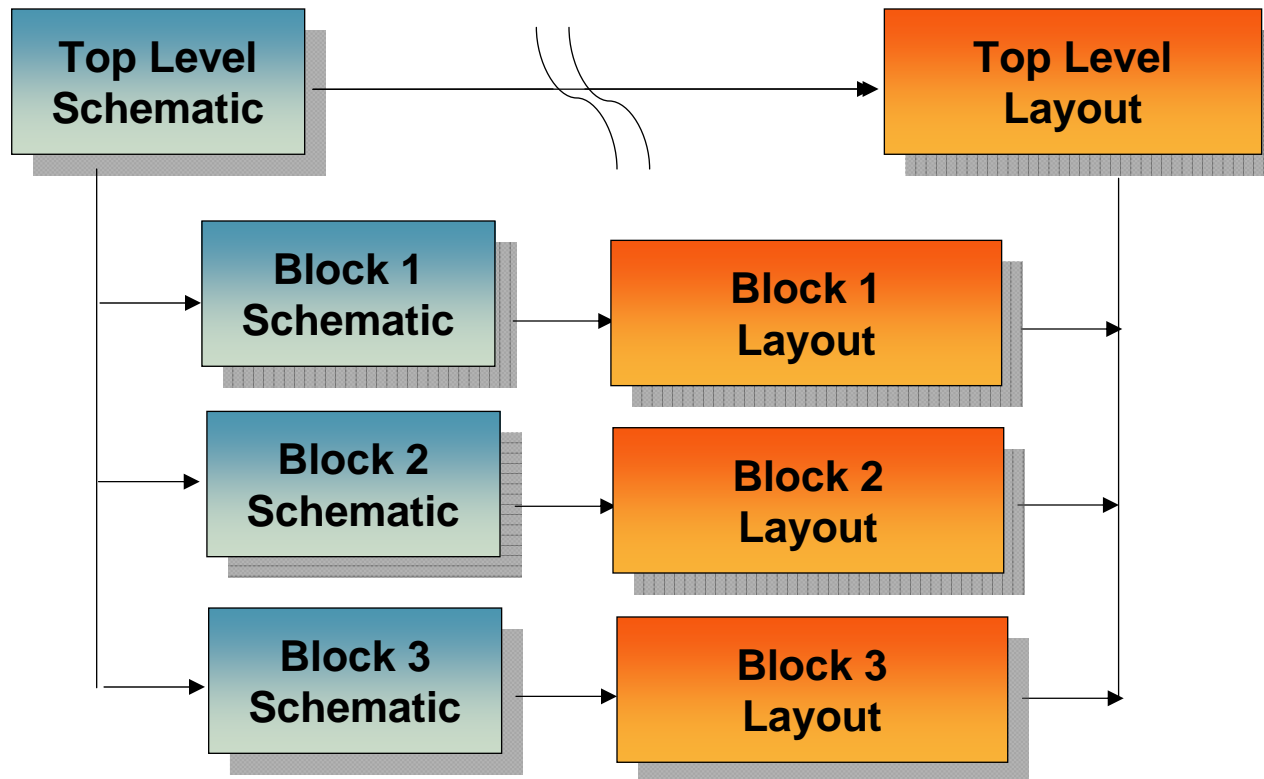 Top Level
Schematic
Top Level
Layout
Block 1
Schematic
Block 1
Layout
Block 2
Schematic
Block 2
Layout
Block 3
Schematic
Block 3
Layout